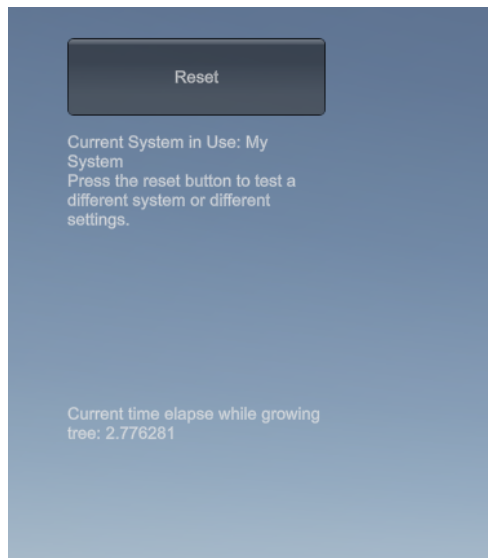 Reset
Current System in Use: My
System
Press the reset button to test a
different system or different
settings.
Current time elapse while growing
tree: 2.776281